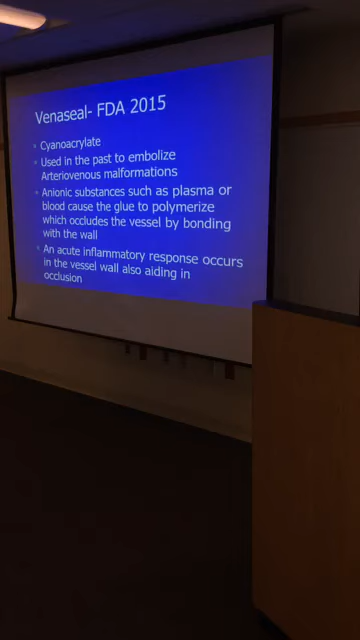 Venaseal- FDA 2015
Cyanoacrylate
Used in the past to embolize
Arteriovenous malformations
Anionic substances such as plasma or
blood cause the glue to polymerize
which occludes the vessel by bonding
with the wall
An acute inflammatory response occurs
in the vessel wall also aiding in
occlusion